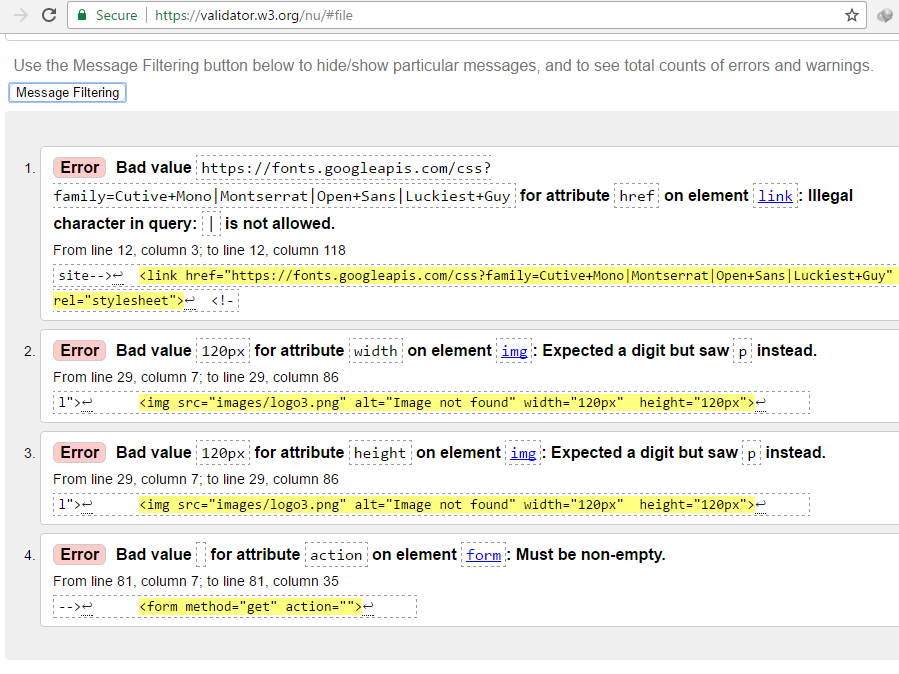 Secure https://validator.w3.org/nu/#file
Use the Message Filtering button below to hide/show particular messages, and to see total counts of errors and warnings.
Message Filtering
1. Error Bad value https://fonts.googleapis.com/css?
family=Cutive+Mono|Montserrat|Open+Sans|Luckiest+Guy for attribute href on element link: Illegal
character in query: | is not allowed.
From line 12, column 3; to line 12, column 118
site-->↩ <link href="https://fonts.googleapis.com/css?family=Cutive+Mono|Montserrat|Open+Sans|Luckiest+Guy"
rel="stylesheet">↩ <!-
2. Error Bad value 120px for attribute width on element img: Expected a digit but saw p instead.
From line 29, column 7; to line 29, column 86
l">↩ <img src="images/logo3.png" alt="Image not found" width="120px" height="120px">↩
3. Error Bad value 120px for attribute height on element img: Expected a digit but saw p instead.
From line 29, column 7; to line 29, column 86
l">↩ <img src="images/logo3.png" alt="Image not found" width="120px" height="120px">↩
4. Error Bad value for attribute action on element form: Must be non-empty.
From line 81, column 7; to line 81, column 35
-->↩ <form method="get" action="">↩